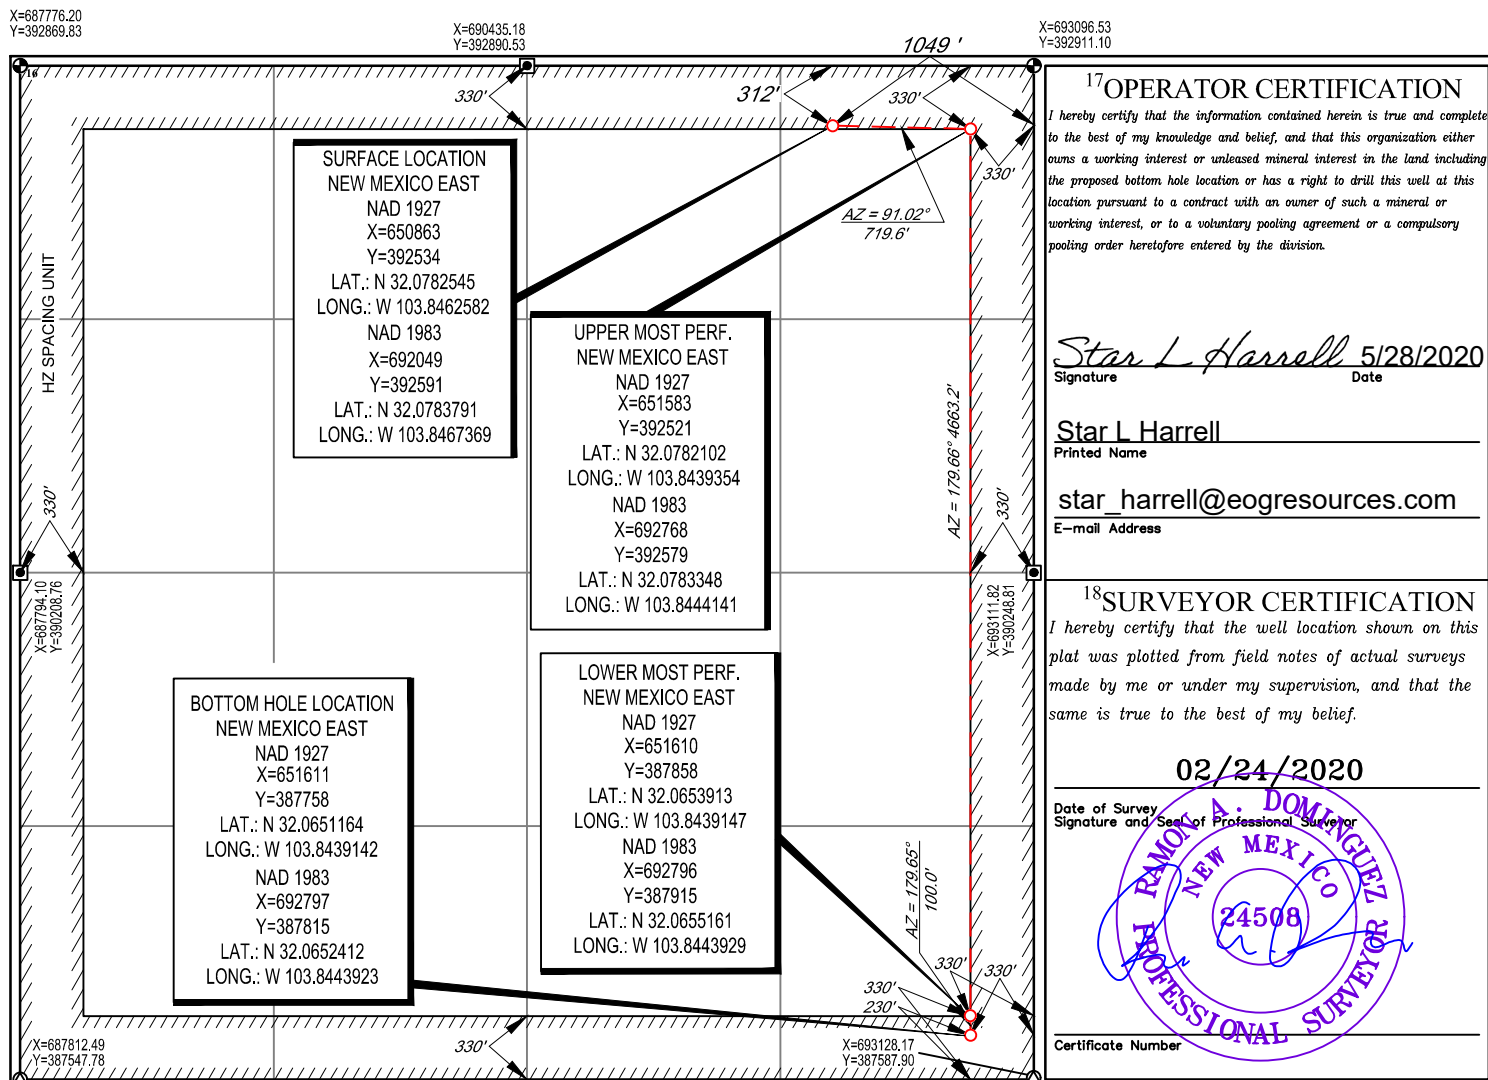 X=687776.20
Y=392869.83
X=690435.18
Y=392890.53
X=693096.53
Y=392911.10
1049 '
16
330'
312'
330'
330'
AZ = 91.02°
719.6'
SURFACE LOCATION
NEW MEXICO EAST
NAD 1927
X=650863
Y=392534
LAT.: N 32.0782545
LONG.: W 103.8462582
NAD 1983
X=692049
Y=392591
LAT.: N 32.0783791
LONG.: W 103.8467369
HZ SPACING UNIT
UPPER MOST PERF.
NEW MEXICO EAST
NAD 1927
X=651583
Y=392521
LAT.: N 32.0782102
LONG.: W 103.8439354
NAD 1983
X=692768
Y=392579
LAT.: N 32.0783348
LONG.: W 103.8444141
AZ = 179.66° 4663.2'
330'
330'
X=687794.10
Y=390208.76
X=693111.82
Y=390248.81
BOTTOM HOLE LOCATION
NEW MEXICO EAST
NAD 1927
X=651611
Y=387758
LAT.: N 32.0651164
LONG.: W 103.8439142
NAD 1983
X=692797
Y=387815
LAT.: N 32.0652412
LONG.: W 103.8443923
LOWER MOST PERF.
NEW MEXICO EAST
NAD 1927
X=651610
Y=387858
LAT.: N 32.0653913
LONG.: W 103.8439147
NAD 1983
X=692796
Y=387915
LAT.: N 32.0655161
LONG.: W 103.8443929
AZ = 179.65°
100.0'
330'
330'
330'
230'
330'
X=687812.49
Y=387547.78
X=693128.17
Y=387587.90
17 OPERATOR CERTIFICATION
I hereby certify that the information contained herein is true and complete
to the best of my knowledge and belief, and that this organization either
owns a working interest or unleased mineral interest in the land including
the proposed bottom hole location or has a right to drill this well at this
location pursuant to a contract with an owner of such a mineral or
working interest, or to a voluntary pooling agreement or a compulsory
pooling order heretofore entered by the division.
Star L Harrell 5/28/2020
Signature Date
Star L Harrell
Printed Name
star_harrell@eogresources.com
E-mail Address
18 SURVEYOR CERTIFICATION
I hereby certify that the well location shown on this
plat was plotted from field notes of actual surveys
made by me or under my supervision, and that the
same is true to the best of my belief.
02/24/2020
Date of Survey
Signature and Seal of Professional Surveyor
RAMON A. DOMINGUEZ
NEW MEXICO
24508
PROFESSIONAL SURVEYOR
Certificate Number